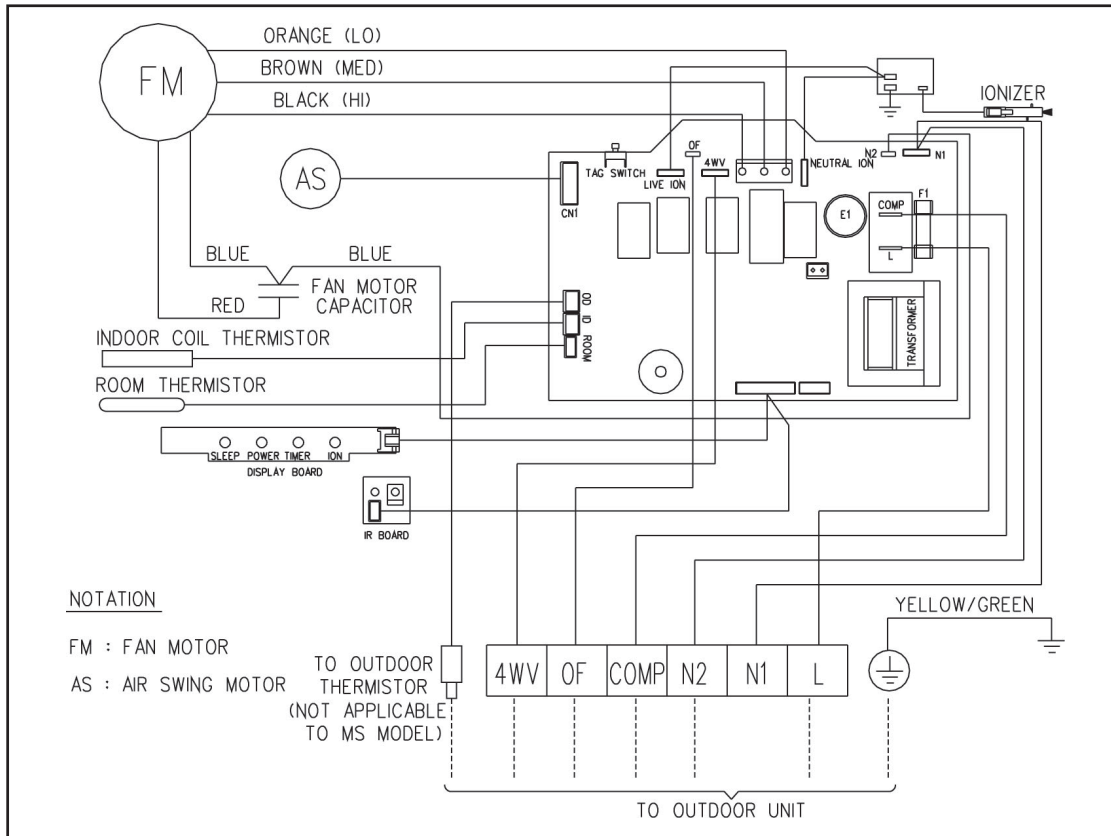 ORANGE (LO)
BROWN (MED)
BLACK (HI)
FM
IONIZER
AS
TAG SWITCH
OF
LIVE ION
4WV
NEUTRAL ION
N2
N1
CN1
COMP
F1
E1
L
BLUE
BLUE
FAN MOTOR
CAPACITOR
RED
OD
ID
ROOM
TRANSFORMER
INDOOR COIL THERMISTOR
ROOM THERMISTOR
SLEEP POWER TIMER ION
DISPLAY BOARD
IR BOARD
NOTATION
FM : FAN MOTOR
AS : AIR SWING MOTOR
YELLOW/GREEN
TO OUTDOOR
THERMISTOR
(NOT APPLICABLE
TO MS MODEL)
4WV OF COMP N2 N1 L
TO OUTDOOR UNIT